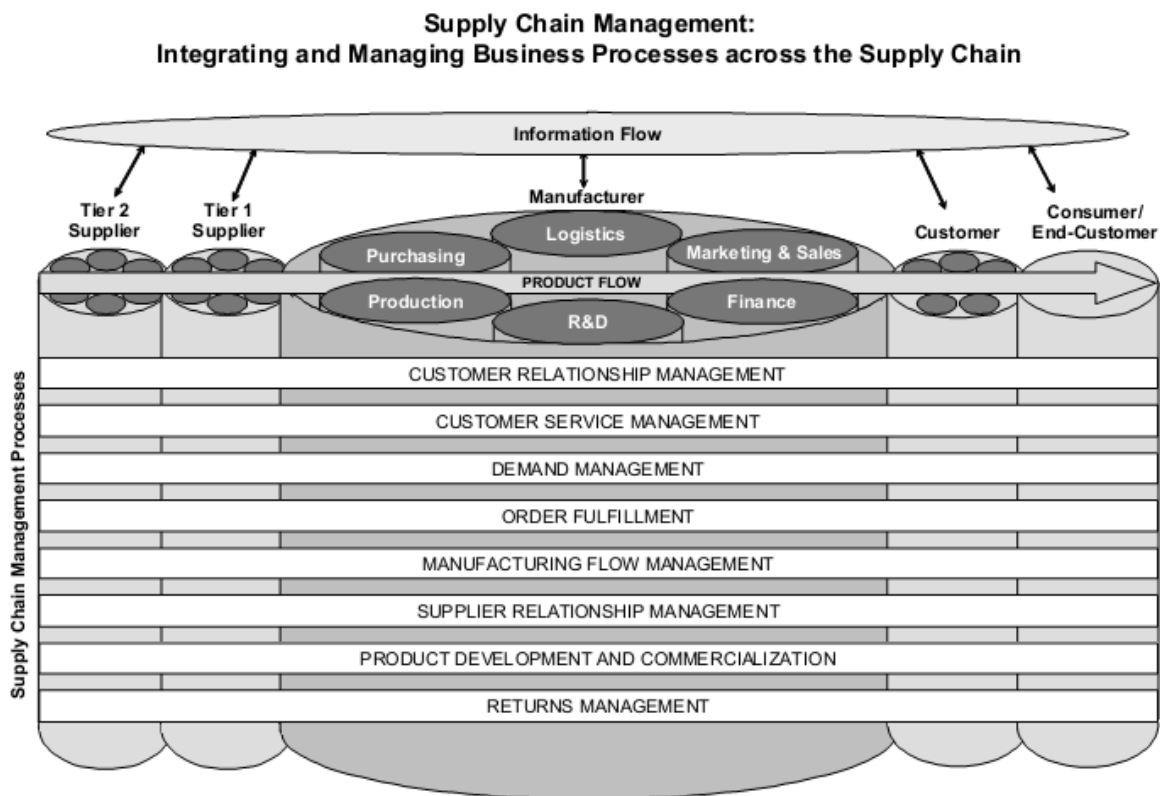 Supply Chain Management:
Integrating and Managing Business Processes across the Supply Chain
Information Flow
Tier 2
Supplier
Tier 1
Supplier
Manufacturer
Customer
Consumer/
End-Customer
Logistics
Purchasing
Marketing & Sales
PRODUCT FLOW
Production
Finance
R&D
Supply Chain Management Processes
CUSTOMER RELATIONSHIP MANAGEMENT
CUSTOMER SERVICE MANAGEMENT
DEMAND MANAGEMENT
ORDER FULFILLMENT
MANUFACTURING FLOW MANAGEMENT
SUPPLIER RELATIONSHIP MANAGEMENT
PRODUCT DEVELOPMENT AND COMMERCIALIZATION
RETURNS MANAGEMENT